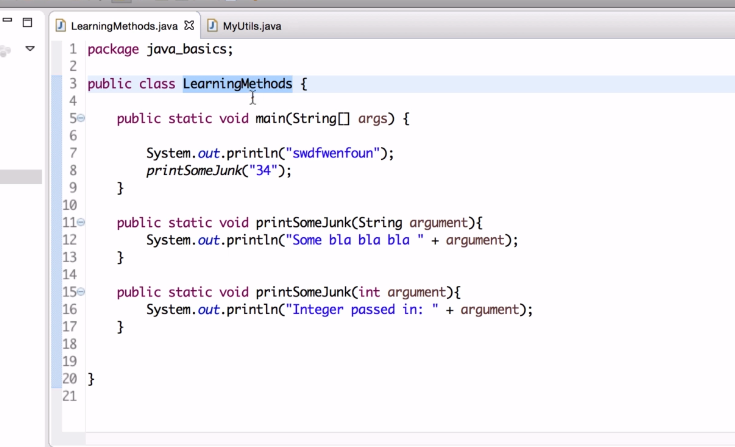 LearningMethods.java MyUtils.java
1 package java_basics;
2
3 public class LearningMethods {
4
5 public static void main(String[] args) {
6
7 System.out.println("swdfwenfoun");
8 printSomeJunk("34");
9 }
10
11 public static void printSomeJunk(String argument){
12 System.out.println("Some bla bla bla " + argument);
13 }
14
15 public static void printSomeJunk(int argument){
16 System.out.println("Integer passed in: " + argument);
17 }
18
19
20 }
21